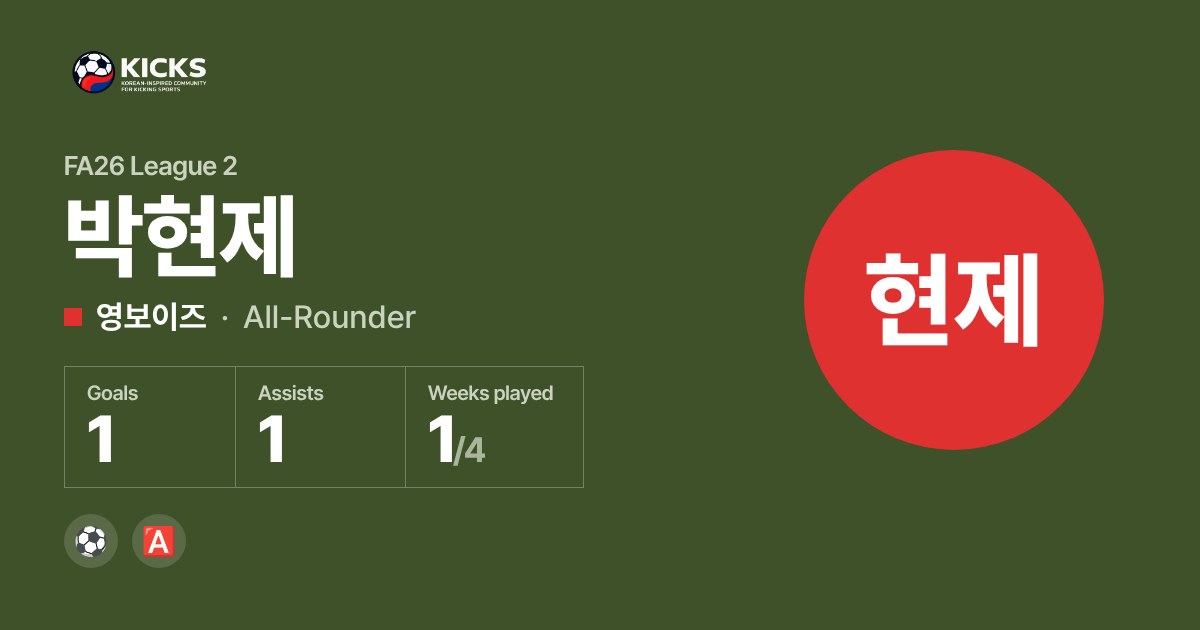 KICKS
KOREAN-INSPIRED COMMUNITY
FOR KICKING SPORTS
FA26 League 2
박현제
영보이즈 · All-Rounder
Goals
1
Assists
1
Weeks played
1/4
A
현제